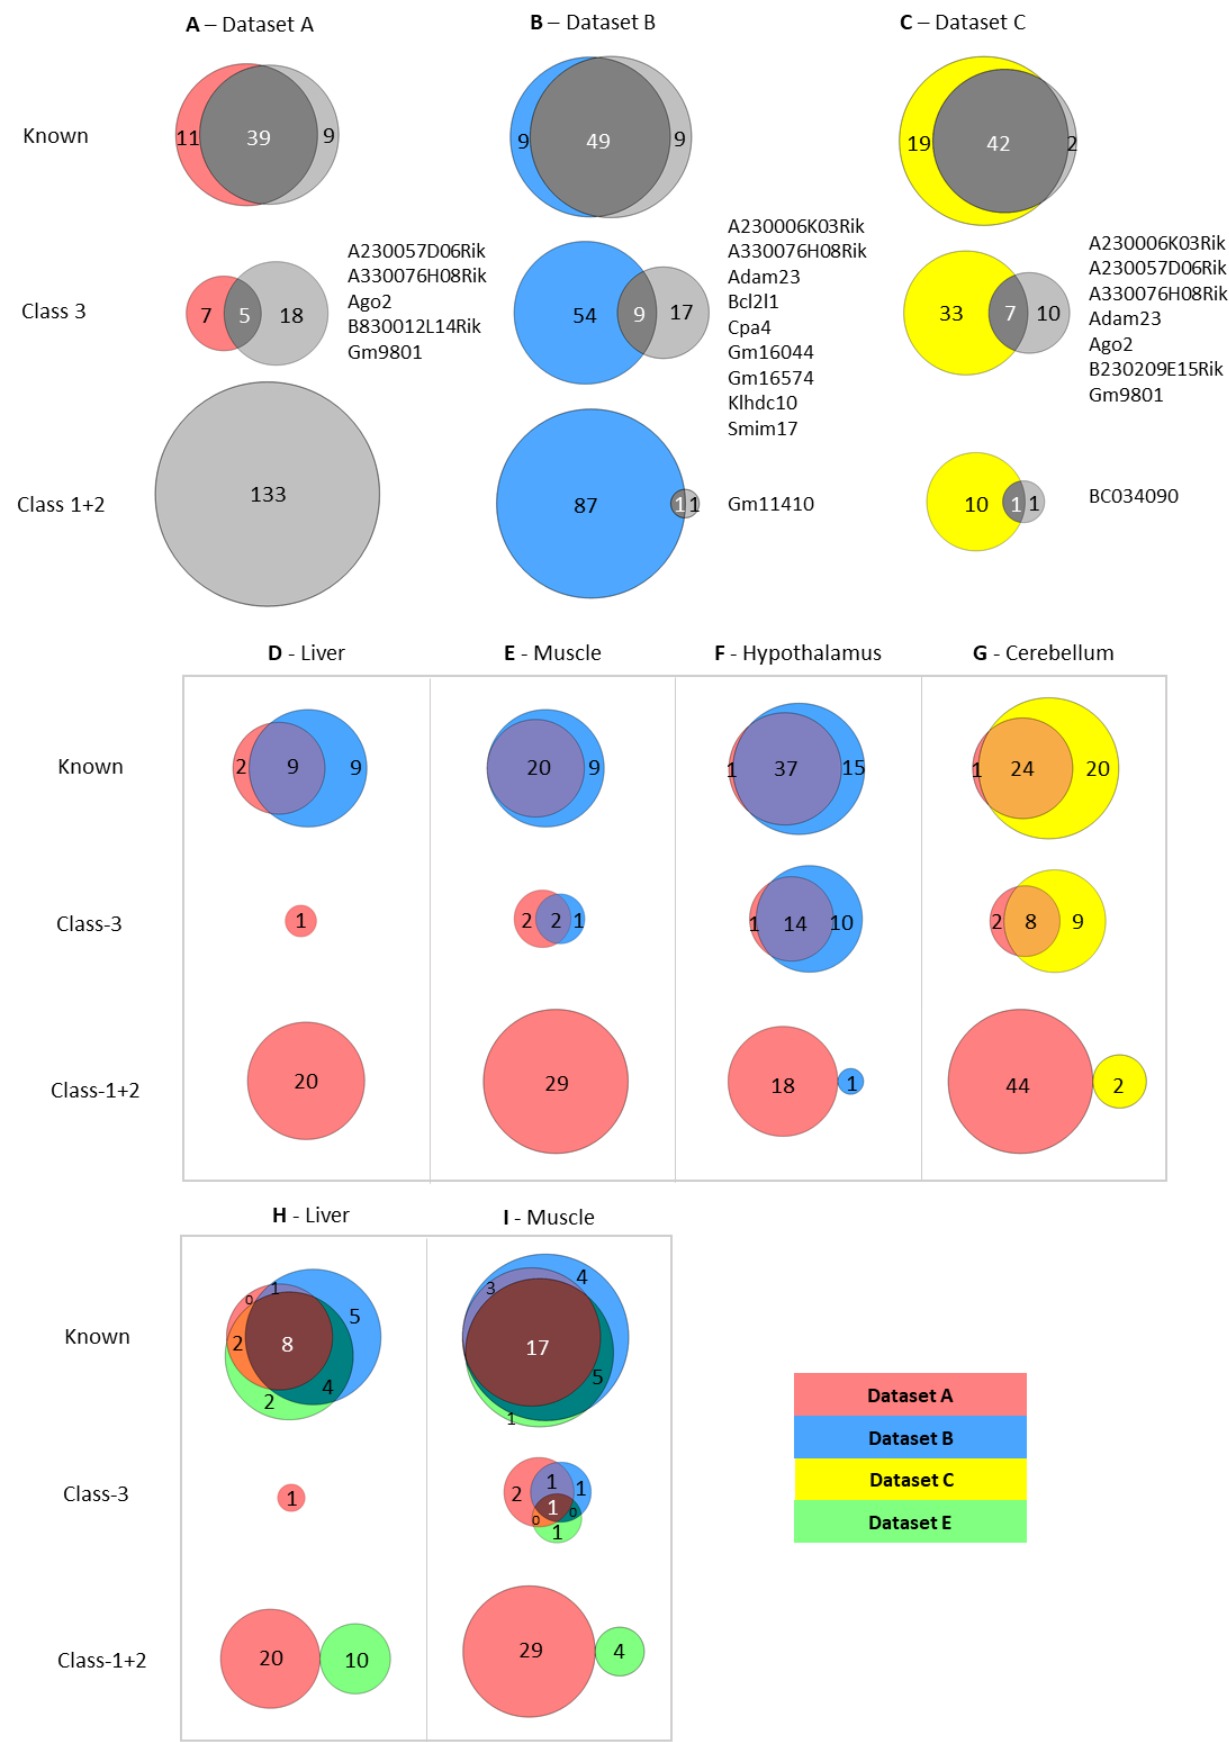 A – Dataset A
B – Dataset B
C – Dataset C
Known
11 39 9
9 49 9
19 42 2
Class 3
7 5 18
A230057D06Rik
A330076H08Rik
Ago2
B830012L14Rik
Gm9801
54 9 17
A230006K03Rik
A330076H08Rik
Adam23
Bcl2l1
Cpa4
Gm16044
Gm16574
Klhdc10
Smim17
33 7 10
A230006K03Rik
A230057D06Rik
A330076H08Rik
Adam23
Ago2
B230209E15Rik
Gm9801
Class 1+2
133
87 1 1
Gm11410
10 1 1
BC034090
D - Liver
E - Muscle
F - Hypothalamus
G - Cerebellum
Known
2 9 9
20 9
1 37 15
1 24 20
Class-3
1
2 2 1
1 14 10
2 8 9
Class-1+2
20
29
18 1
44 2
H - Liver
I - Muscle
Known
0 1 5
2 8
2 4
3 4
17
5
1
Class-3
1
2 1 1
0 1 0
1
Class-1+2
20 10
29 4
Dataset A
Dataset B
Dataset C
Dataset E